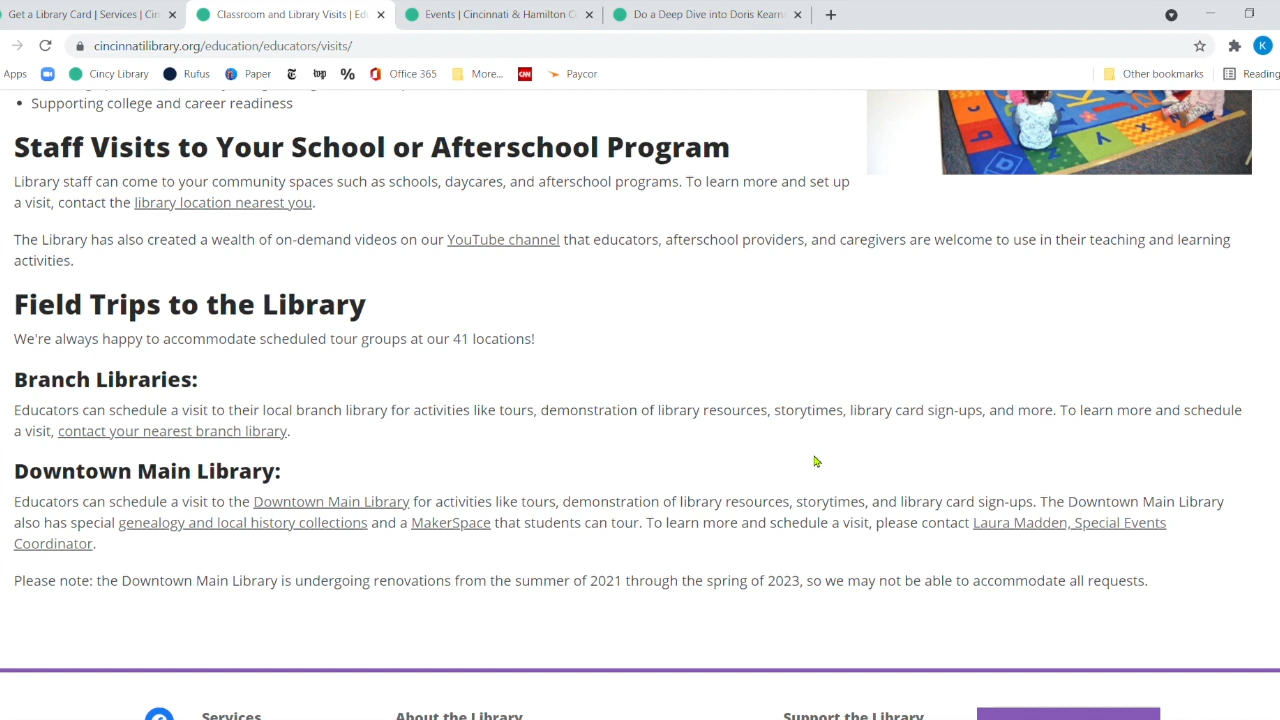 Get a Library Card | Services | Cin
Classroom and Library Visits | Edu
Events | Cincinnati & Hamilton C
Do a Deep Dive into Doris Kearn
cincinnatilibrary.org/education/educators/visits/
K
Apps
Cincy Library
Rufus
Paper
Office 365
More...
CNN
Paycor
Other bookmarks
Reading
• Supporting college and career readiness
Staff Visits to Your School or Afterschool Program
Library staff can come to your community spaces such as schools, daycares, and afterschool programs. To learn more and set up
a visit, contact the library location nearest you.
The Library has also created a wealth of on-demand videos on our YouTube channel that educators, afterschool providers, and caregivers are welcome to use in their teaching and learning
activities.
Field Trips to the Library
We're always happy to accommodate scheduled tour groups at our 41 locations!
Branch Libraries:
Educators can schedule a visit to their local branch library for activities like tours, demonstration of library resources, storytimes, library card sign-ups, and more. To learn more and schedule
a visit, contact your nearest branch library.
Downtown Main Library:
Educators can schedule a visit to the Downtown Main Library for activities like tours, demonstration of library resources, storytimes, and library card sign-ups. The Downtown Main Library
also has special genealogy and local history collections and a MakerSpace that students can tour. To learn more and schedule a visit, please contact Laura Madden, Special Events
Coordinator.
Please note: the Downtown Main Library is undergoing renovations from the summer of 2021 through the spring of 2023, so we may not be able to accommodate all requests.
Services
About the Library
Support the Library